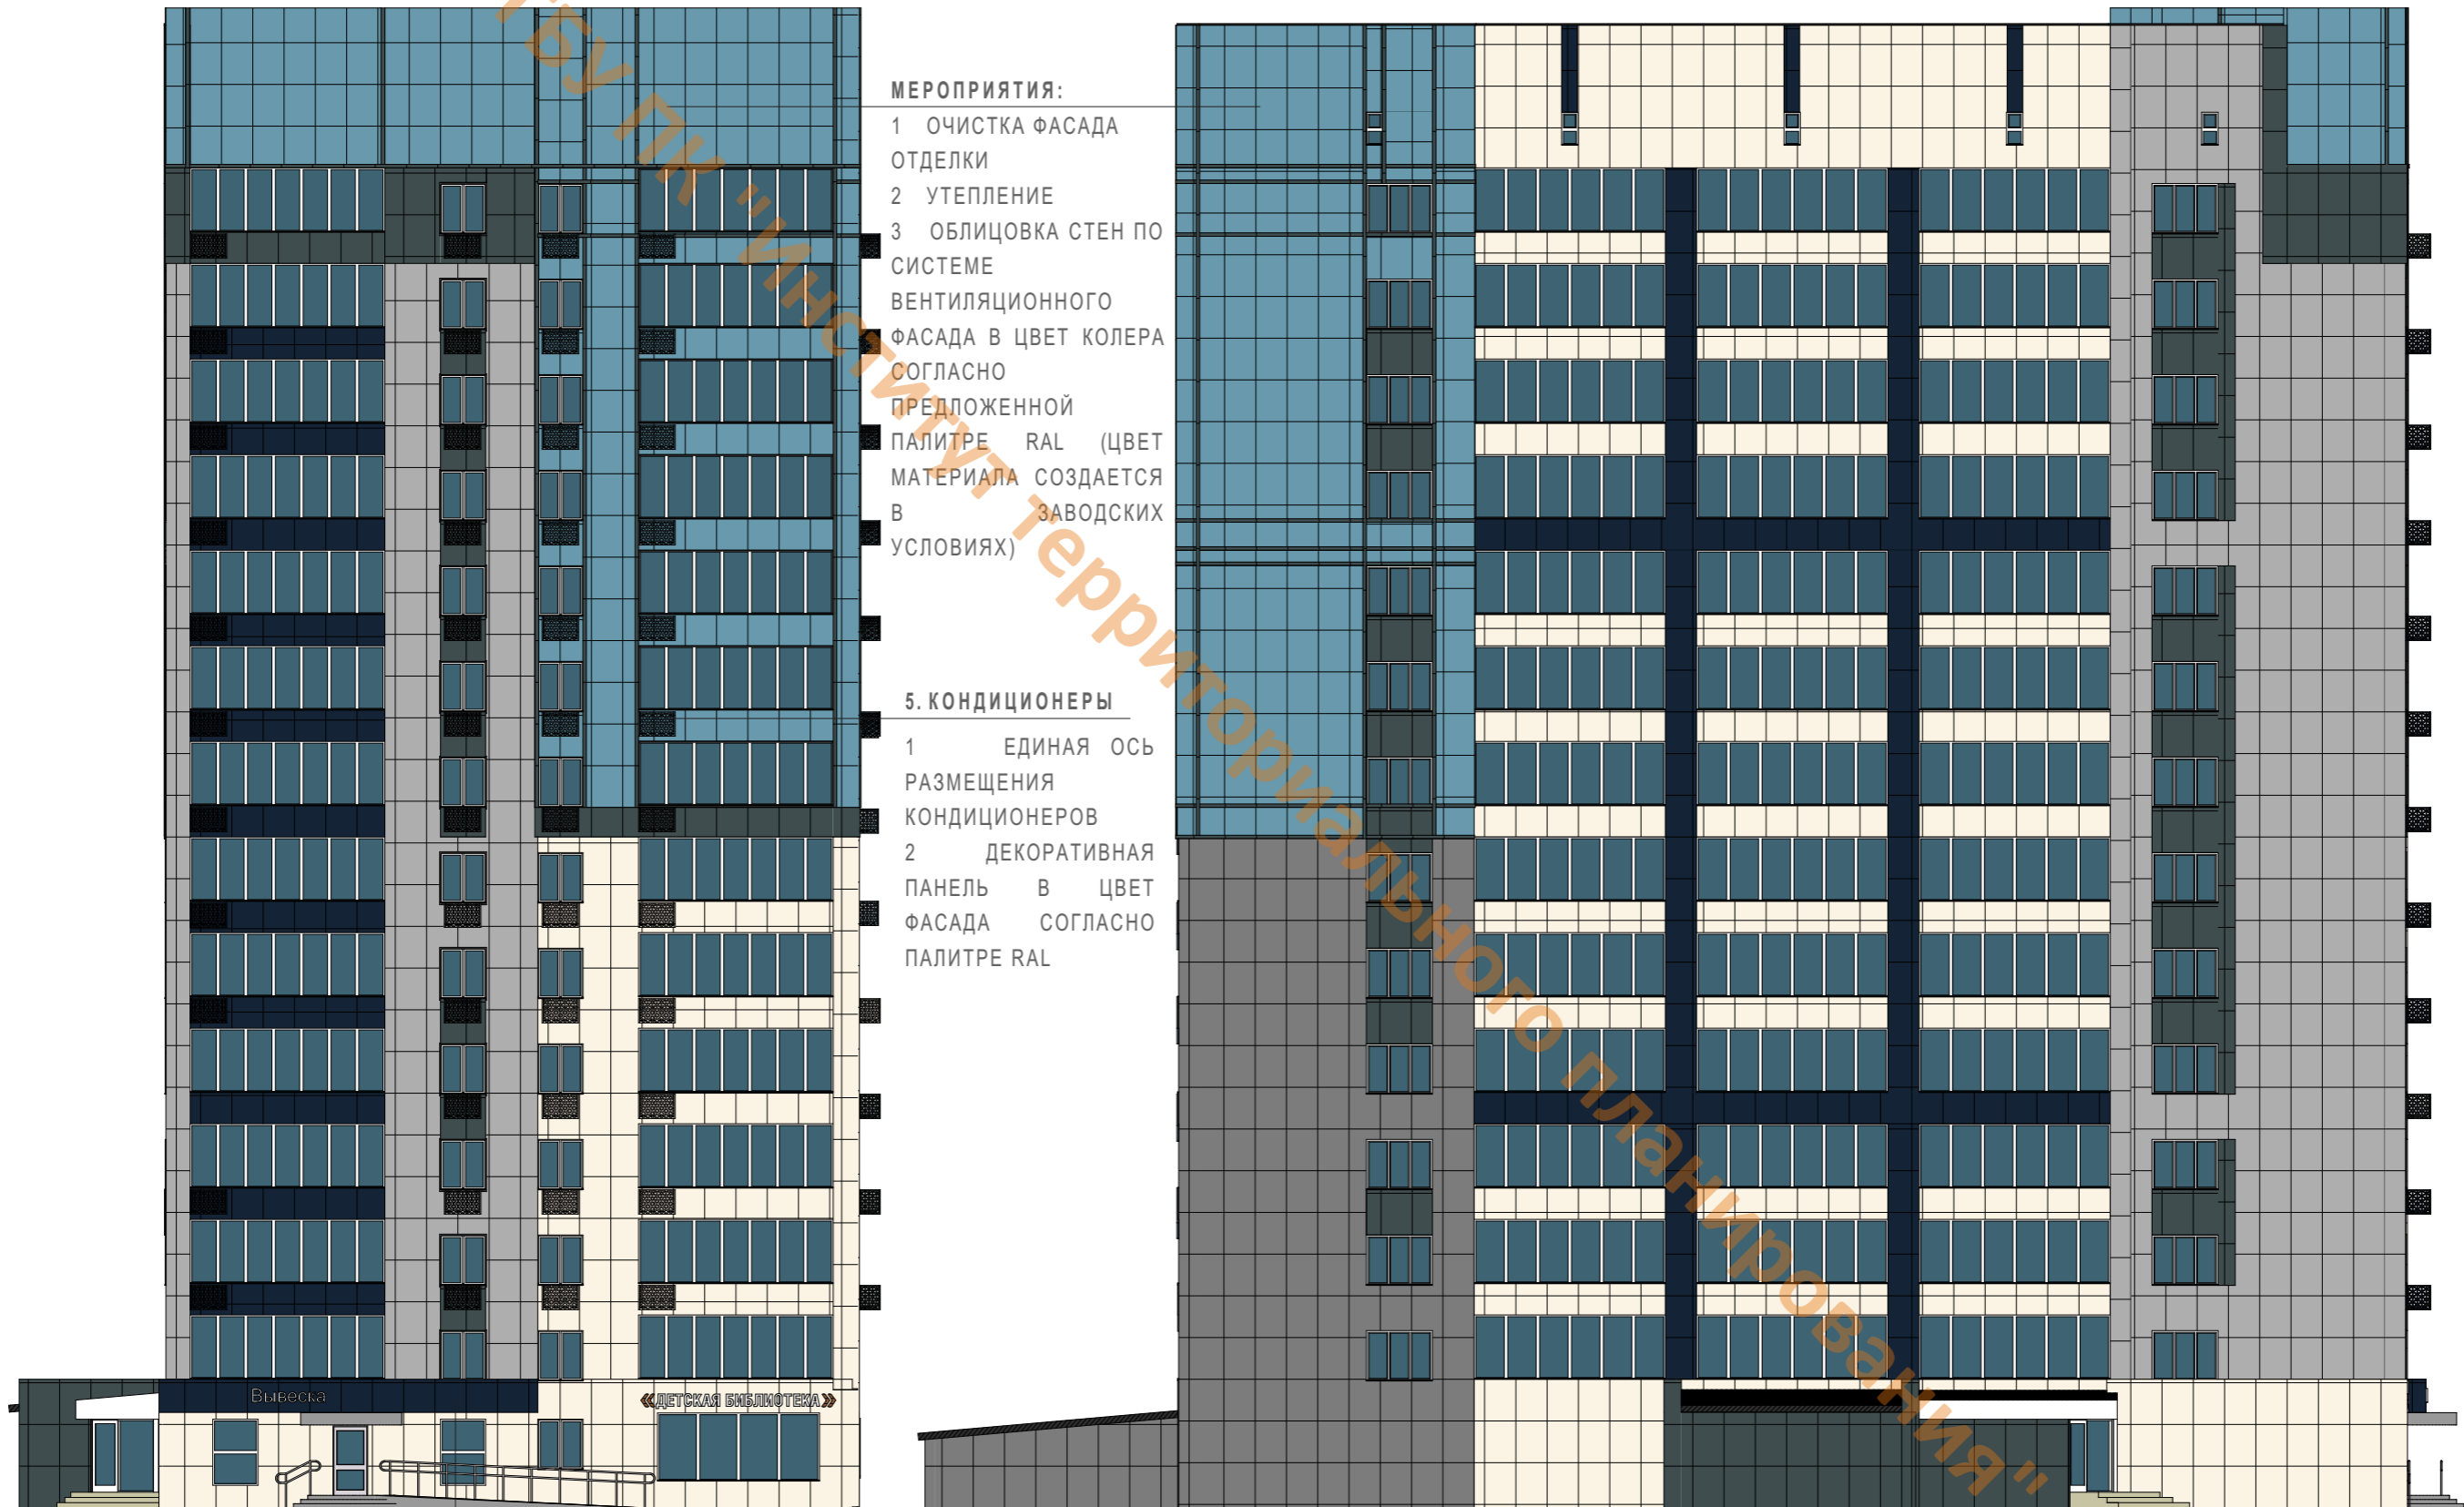 МЕРОПРИЯТИЯ:
1 ОЧИСТКА ФАСАДА
ОТДЕЛКИ
2 УТЕПЛЕНИЕ
3 ОБЛИЦОВКА СТЕН ПО
СИСТЕМЕ
ВЕНТИЛЯЦИОННОГО
ФАСАДА В ЦВЕТ КОЛЕРА
СОГЛАСНО
ПРЕДЛОЖЕННОЙ
ПАЛИТРЕ RAL (ЦВЕТ
МАТЕРИАЛА СОЗДАЕТСЯ
В ЗАВОДСКИХ
УСЛОВИЯХ)
5. КОНДИЦИОНЕРЫ
1 ЕДИНАЯ ОСЬ
РАЗМЕЩЕНИЯ
КОНДИЦИОНЕРОВ
2 ДЕКОРАТИВНАЯ
ПАНЕЛЬ В ЦВЕТ
ФАСАДА СОГЛАСНО
ПАЛИТРЕ RAL
Вывеска
«ДЕТСКАЯ БИБЛИОТЕКА»
ГБУ ПК "Институт территориального планирования"